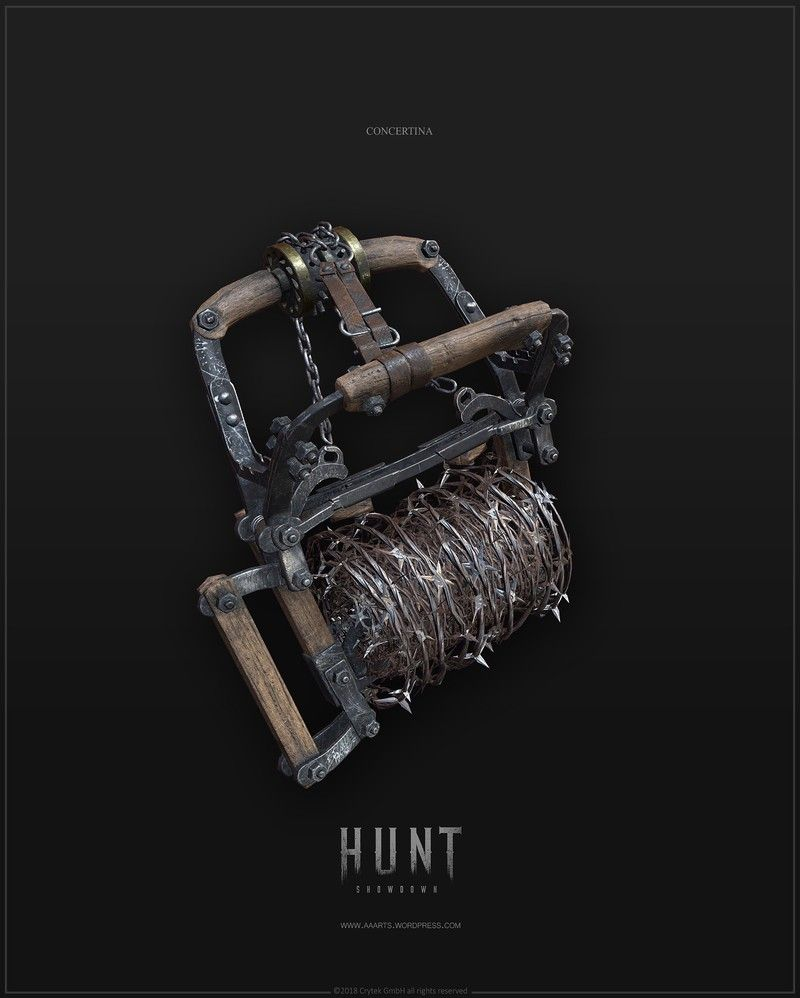 CONCERTINA
HUNT
SHOWDOWN
WWW.AAARTS.WORDPRESS.COM
©2018 Crytek GmbH all rights reserved